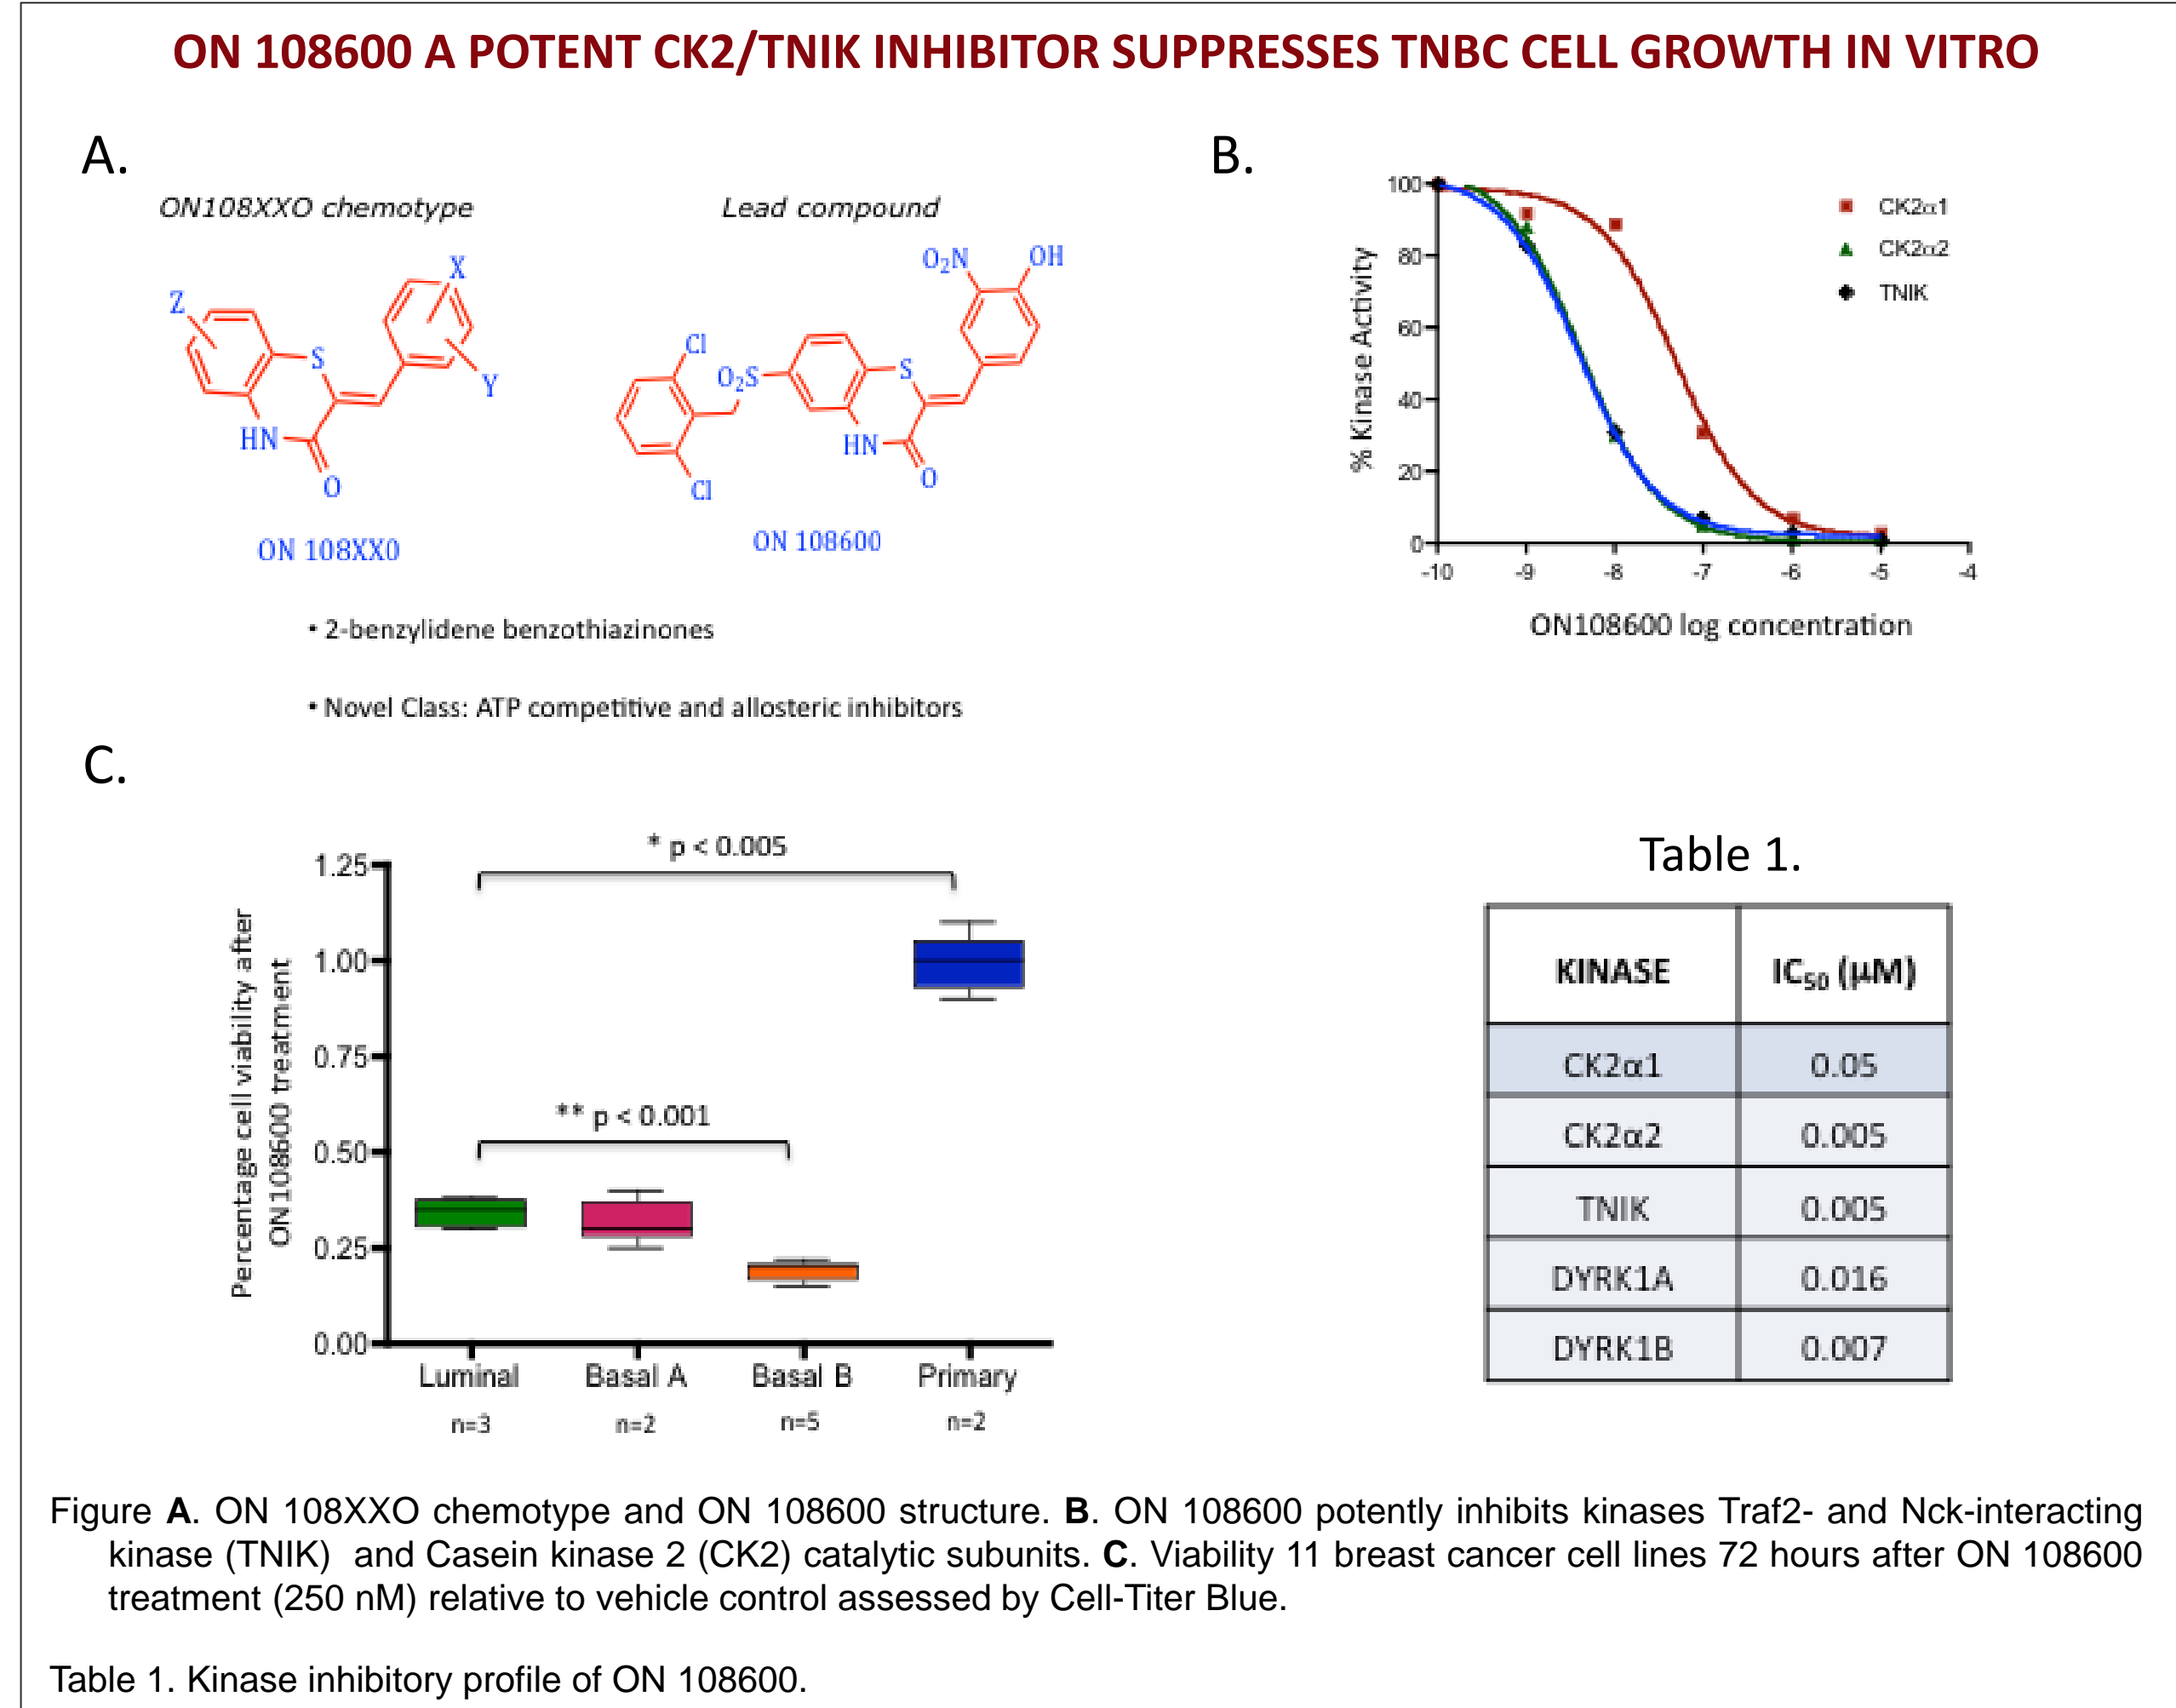 ON 108600 A POTENT CK2/TNIK INHIBITOR SUPPRESSES TNBC CELL GROWTH IN VITRO
A.
ON108XXO chemotype
Lead compound
Z
X
Y
S
HN
O
ON 108XX0
O₂N
OH
Cl
O₂S
S
HN
O
Cl
ON 108600
• 2-benzylidene benzothiazinones
• Novel Class: ATP competitive and allosteric inhibitors
B.
% Kinase Activity
100
80
60
40
20
0
-10 -9 -8 -7 -6 -5 -4
ON108600 log concentration
CK2α1
CK2α2
TNIK
C.
Percentage cell viability after
ON108600 treatment
1.25
1.00
0.75
0.50
0.25
0.00
* p < 0.005
** p < 0.001
Luminal Basal A Basal B Primary
n=3 n=2 n=5 n=2
Table 1.
KINASE IC₅₀ (µM)
CK2α1 0.05
CK2α2 0.005
TNIK 0.005
DYRK1A 0.016
DYRK1B 0.007
Figure A. ON 108XXO chemotype and ON 108600 structure. B. ON 108600 potently inhibits kinases Traf2- and Nck-interacting
kinase (TNIK) and Casein kinase 2 (CK2) catalytic subunits. C. Viability 11 breast cancer cell lines 72 hours after ON 108600
treatment (250 nM) relative to vehicle control assessed by Cell-Titer Blue.
Table 1. Kinase inhibitory profile of ON 108600.